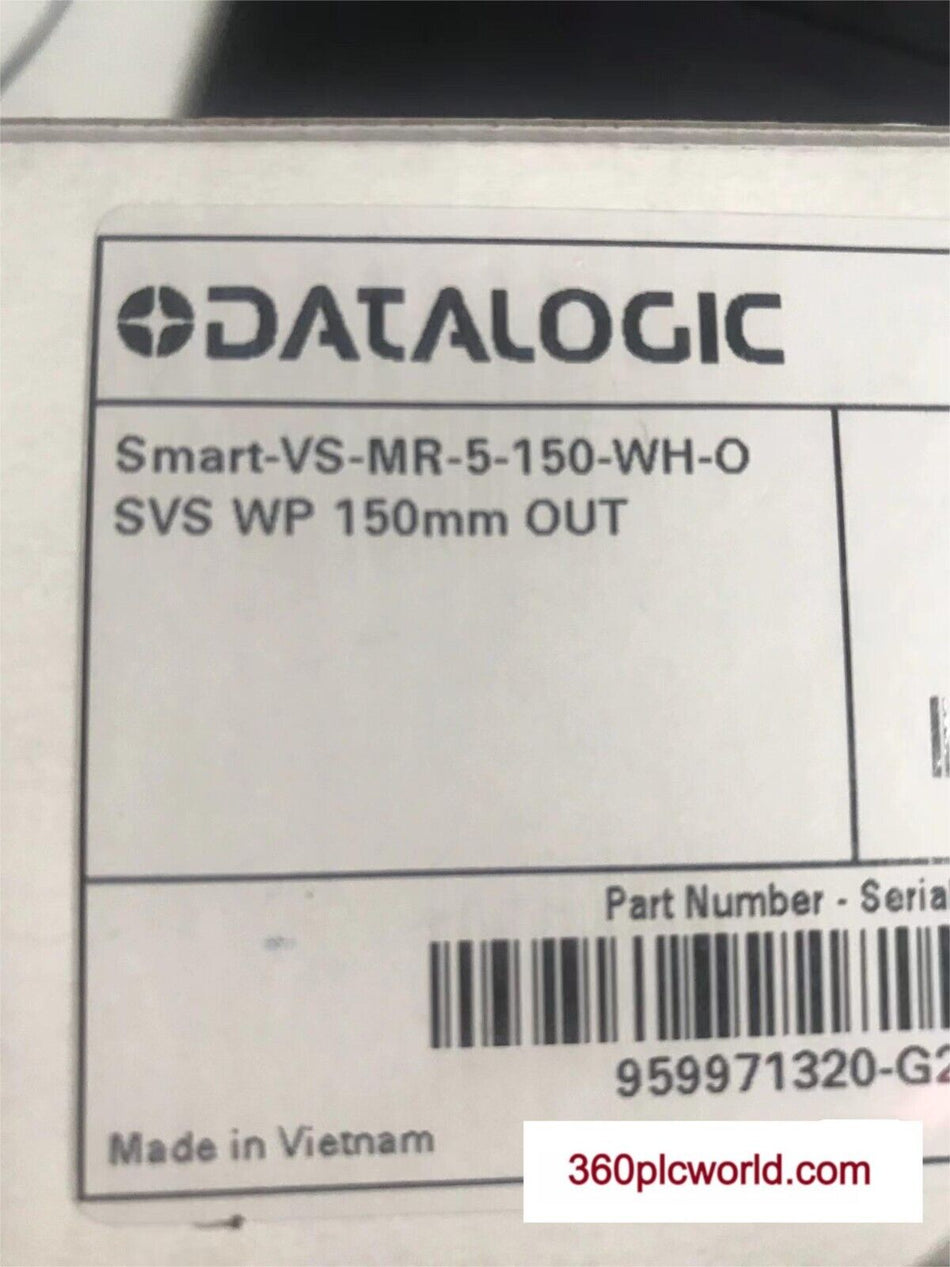 DATALOGIC
Smart-VS-MR-5-150-WH-O
SVS WP 150mm OUT
Part Number - Serial
959971320-G2
Made in Vietnam
360plcworld.com